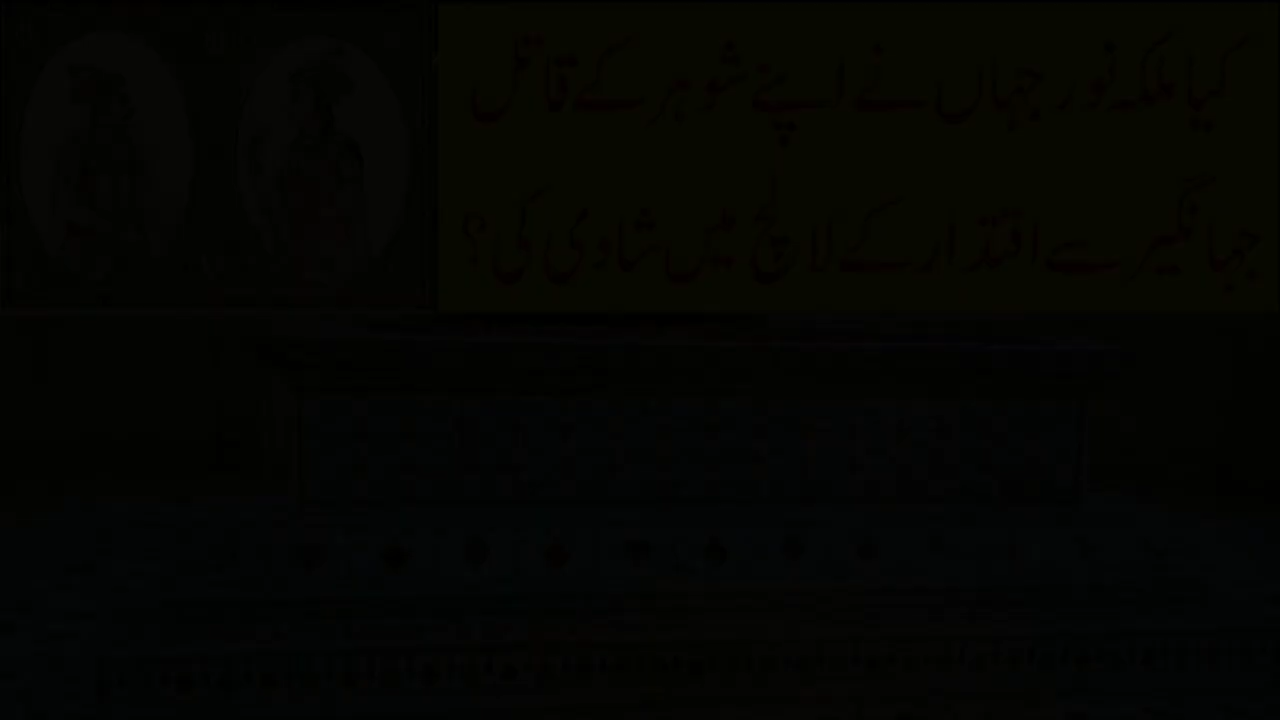 کیا ملکہ نور جہاں نے اپنے شوہر کے قاتل
جہانگیر سے اقتدار کے لالچ میں شادی کی؟